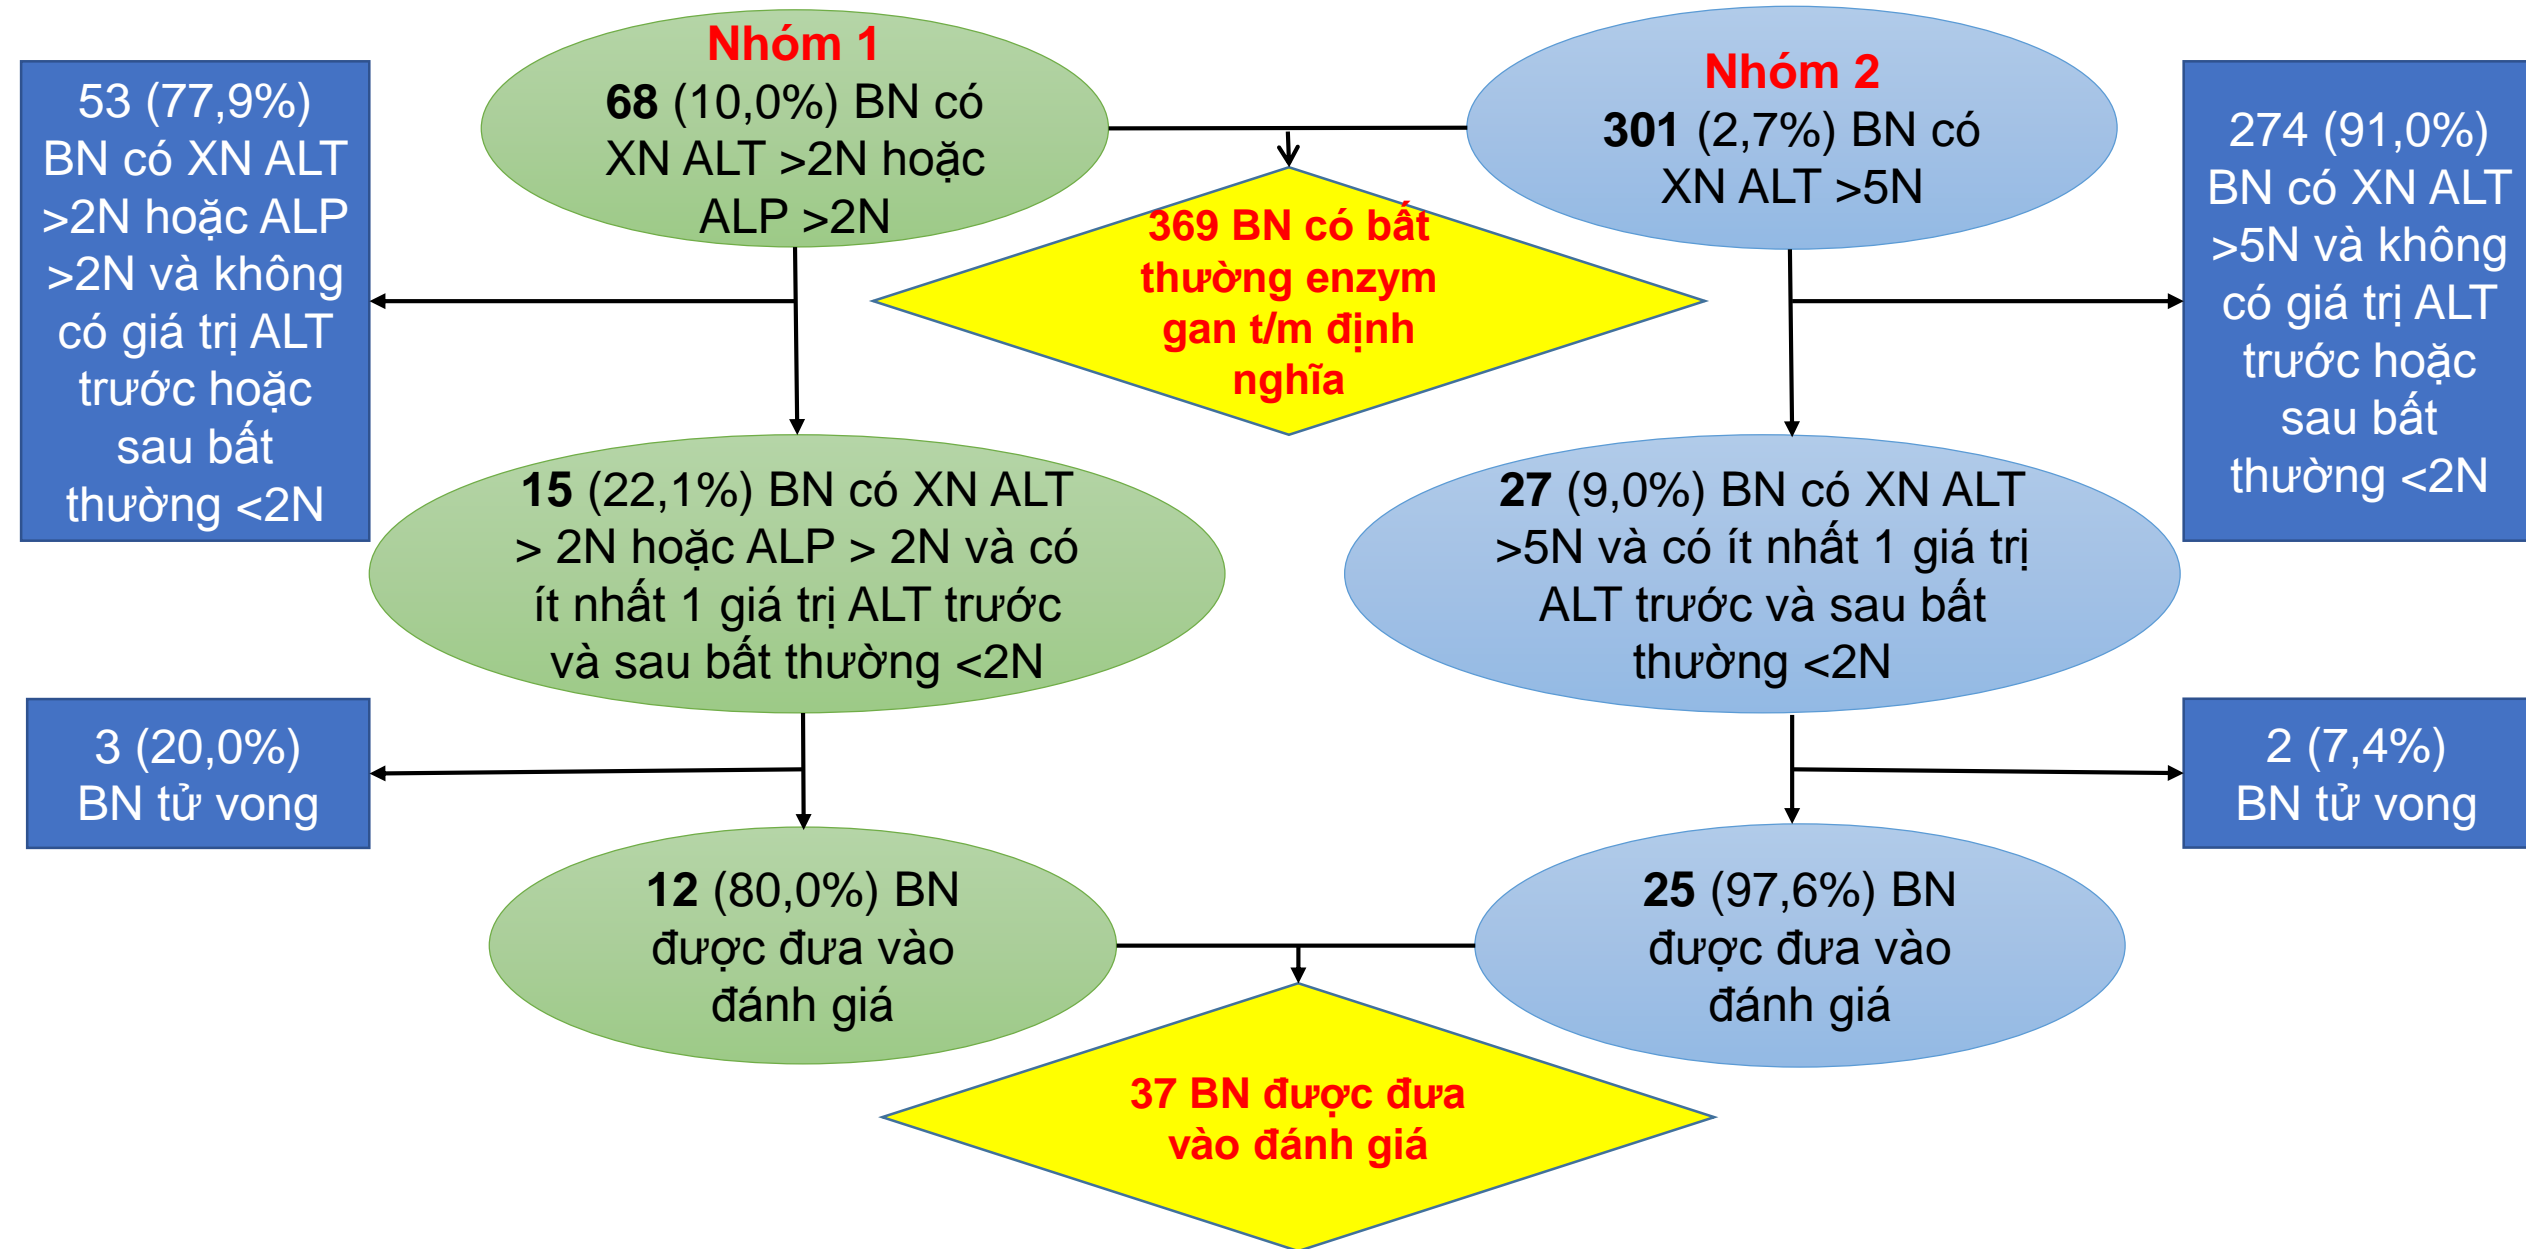 Nhóm 1
68 (10,0%) BN có
XN ALT >2N hoặc
ALP >2N
Nhóm 2
301 (2,7%) BN có
XN ALT >5N
53 (77,9%)
BN có XN ALT
>2N hoặc ALP
>2N và không
có giá trị ALT
trước hoặc
sau bất
thường <2N
369 BN có bất
thường enzym
gan t/m định
nghĩa
274 (91,0%)
BN có XN ALT
>5N và không
có giá trị ALT
trước hoặc
sau bất
thường <2N
15 (22,1%) BN có XN ALT
> 2N hoặc ALP > 2N và có
ít nhất 1 giá trị ALT trước
và sau bất thường <2N
27 (9,0%) BN có XN ALT
>5N và có ít nhất 1 giá trị
ALT trước và sau bất
thường <2N
3 (20,0%)
BN tử vong
2 (7,4%)
BN tử vong
12 (80,0%) BN
được đưa vào
đánh giá
25 (97,6%) BN
được đưa vào
đánh giá
37 BN được đưa
vào đánh giá